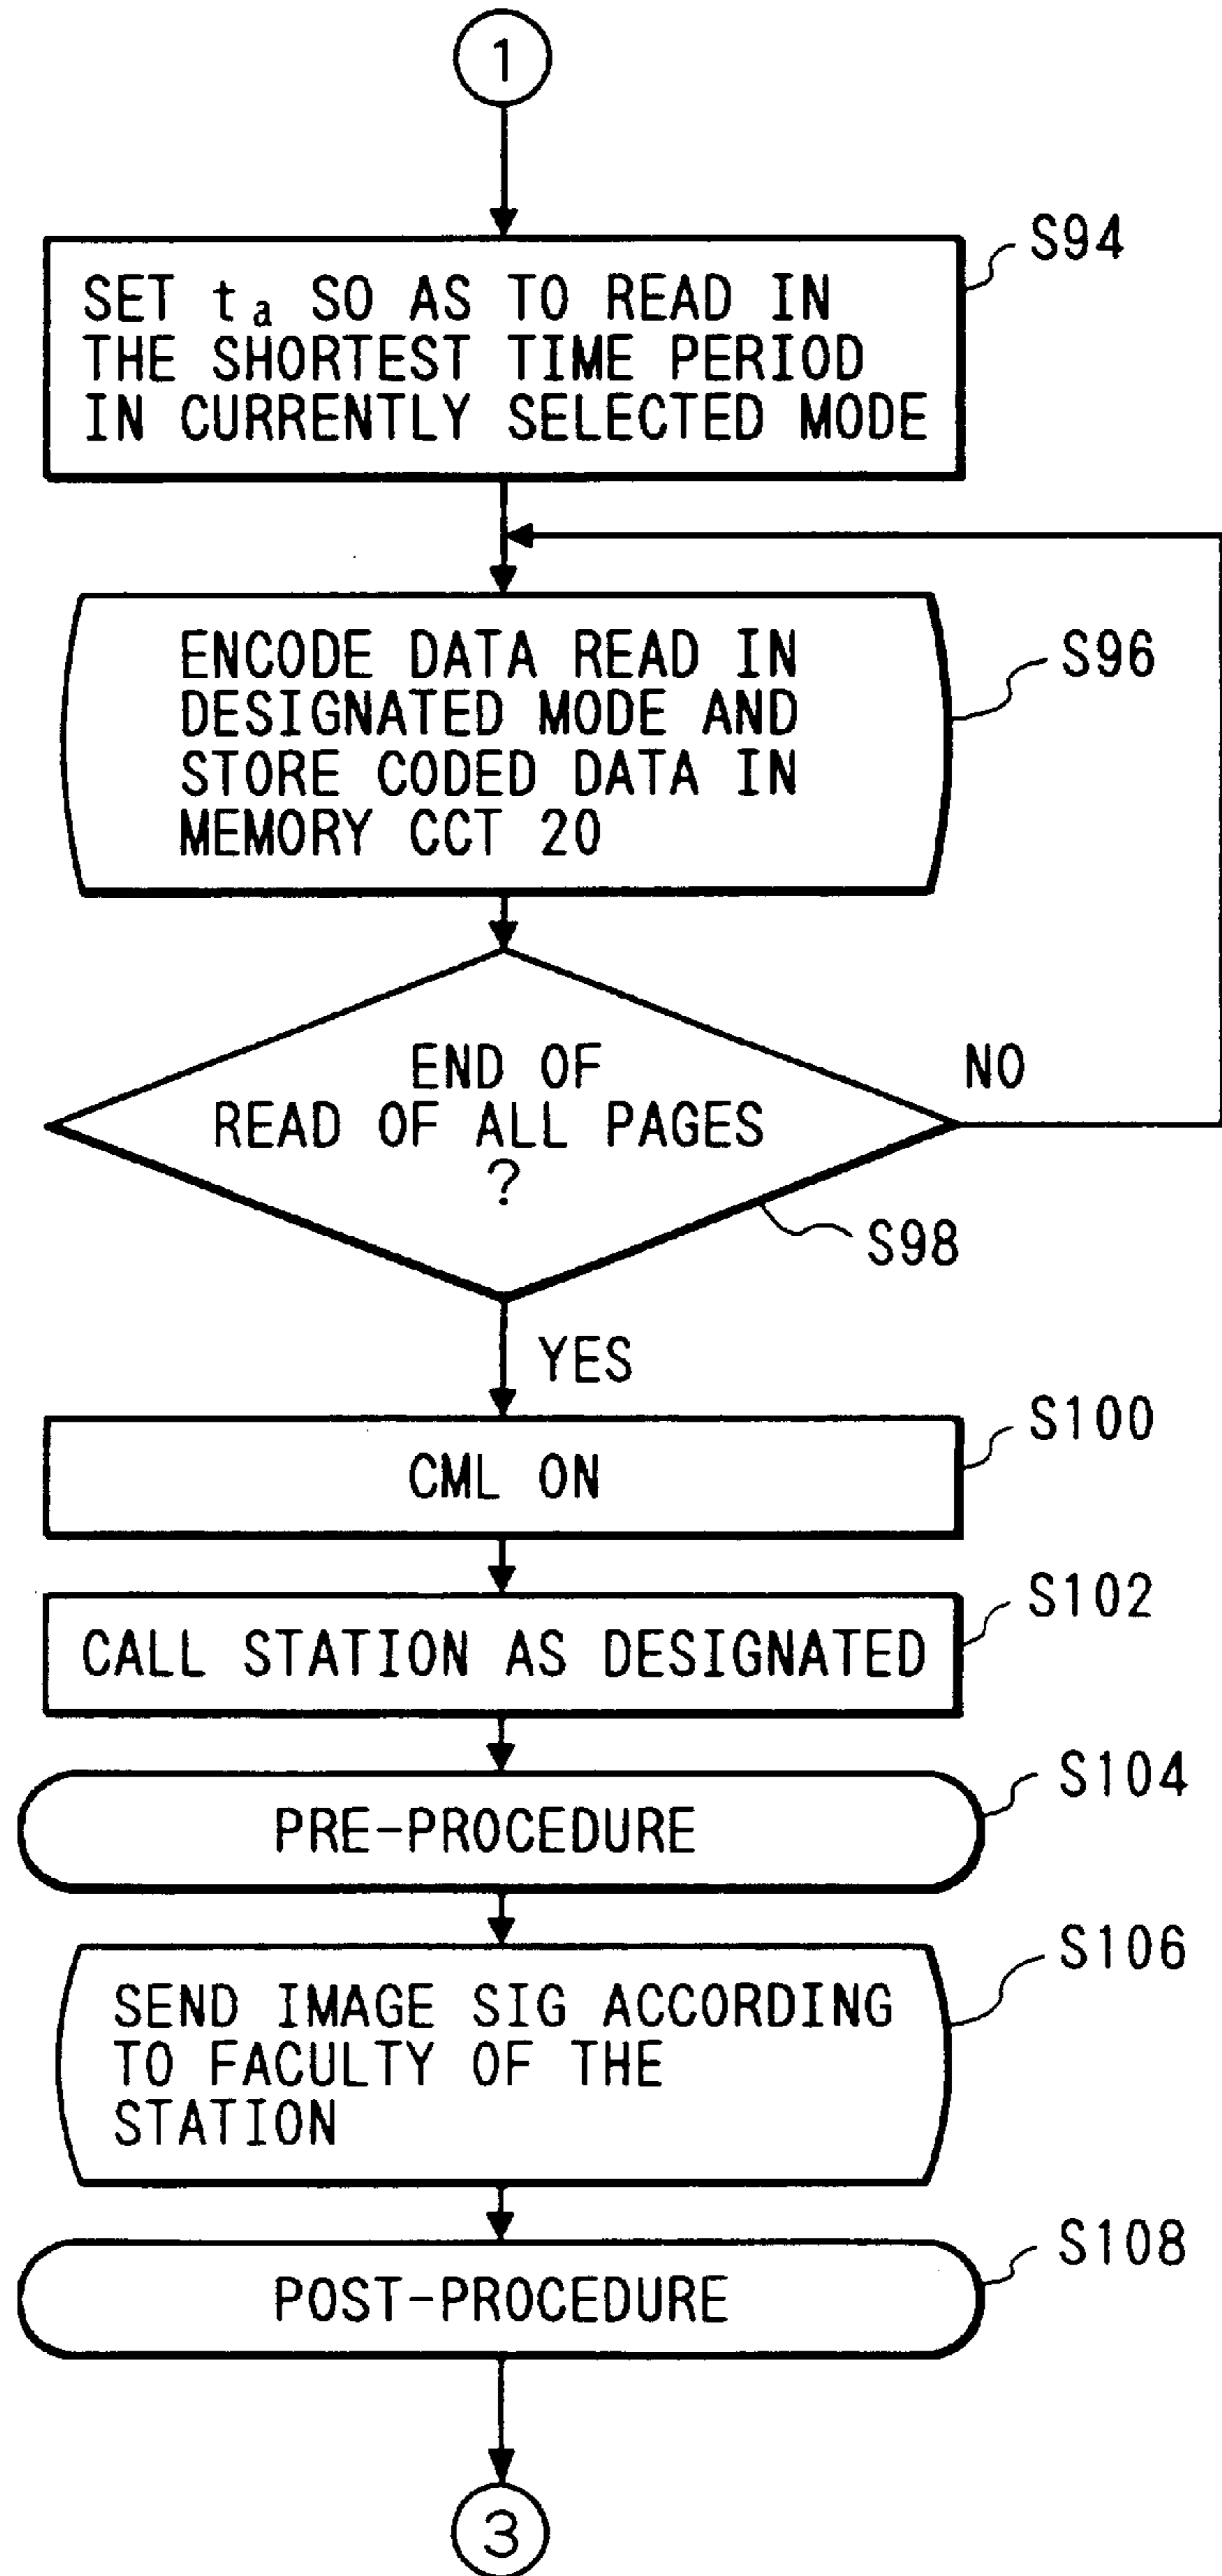 1
S94
SET ta SO AS TO READ IN
THE SHORTEST TIME PERIOD
IN CURRENTLY SELECTED MODE
S96
ENCODE DATA READ IN
DESIGNATED MODE AND
STORE CODED DATA IN
MEMORY CCT 20
END OF
READ OF ALL PAGES
?
NO
S98
YES
S100
CML ON
S102
CALL STATION AS DESIGNATED
S104
PRE-PROCEDURE
S106
SEND IMAGE SIG ACCORDING
TO FACULTY OF THE
STATION
S108
POST-PROCEDURE
3